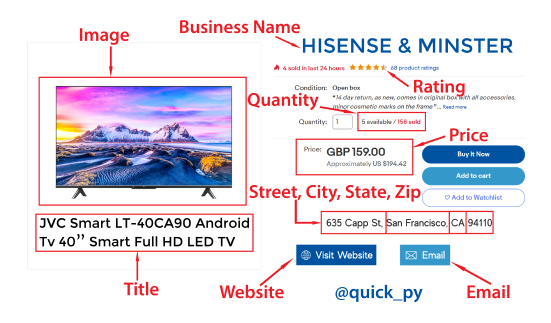 Image
Business Name
HISENSE & MINSTER
4 sold in last 24 hours
68 product ratings
Rating
Condition: Open box
“14 day return, as new, comes in original box with all accessories,
minor cosmetic marks on the frame” ... Read more
Quantity
Quantity: 1
5 available / 156 sold
Price
Price: GBP 159.00
Approximately US $194.42
Buy It Now
Add to cart
Add to Watchlist
Street, City, State, Zip
635 Capp St, San Francisco, CA 94110
JVC Smart LT-40CA90 Android
Tv 40’’ Smart Full HD LED TV
Visit Website
Email
Title
Website
@quick_py
Email